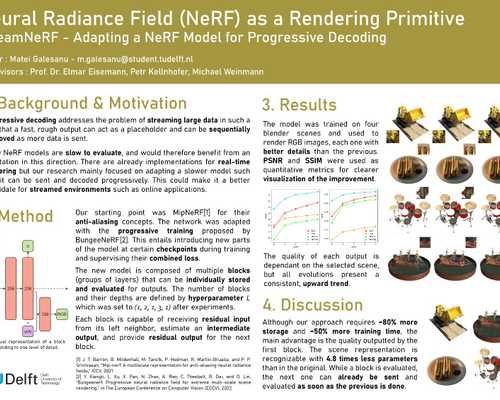 eural Radiance Field (NeRF) as a Rendering Primitive
eamNeRF - Adapting a NeRF Model for Progressive Decoding
r : Matei Galesanu - m.galesanu@student.tudelft.nl
visors : Prof. Dr. Elmar Eisemann, Petr Kellnhofer, Michael Weinmann
Background & Motivation
gressive decoding addresses the problem of streaming large data in such a
that a fast, rough output can act as a placeholder and can be sequentially
roved as more data is sent.
NeRF models are slow to evaluate, and would therefore benefit from an
tation in this direction. There are already implementations for real-time
ering but our research mainly focused on adapting a slower model such
it can be sent and decoded progressively. This could make it a better
idate for streamed environments such as online applications.
Method
Our starting point was MipNeRF[1] for their
anti-aliasing concepts. The network was adapted
with the progressive training proposed by
BungeeNeRF[2]. This entails introducing new parts
of the model at certain checkpoints during training
and supervising their combined loss.
The new model is composed of multiple blocks
(groups of layers) that can be individually stored
and evaluated for outputs. The number of blocks
and their depths are defined by hyperparameter L
which was set to (1, 2, 1, 3, 1) after experiments.
Each block is capable of receiving residual input
from its left neighbor, estimate an intermediate
output, and provide residual output for the next
block.
256
256
RGB
sual representation of a block
onding to one level of detail.
TUDelft
3. Results
The model was trained on four
blender scenes and used to
render RGB images, each one with
better details than the previous.
PSNR and SSIM were used as
quantitative metrics for clearer
visualization of the improvement.
The quality of each output is
dependant on the selected scene,
but all evolutions present a
consistent, upward trend.
4. Discussion
Although our approach requires ~80% more
storage and ~50% more training time, the
main advantage is the quality outputted by the
first block. The scene representation is
recognizable with 4.8 times less parameters
than in the original. While a block is evaluated,
the next one can already be sent and
evaluated as soon as the previous is done.